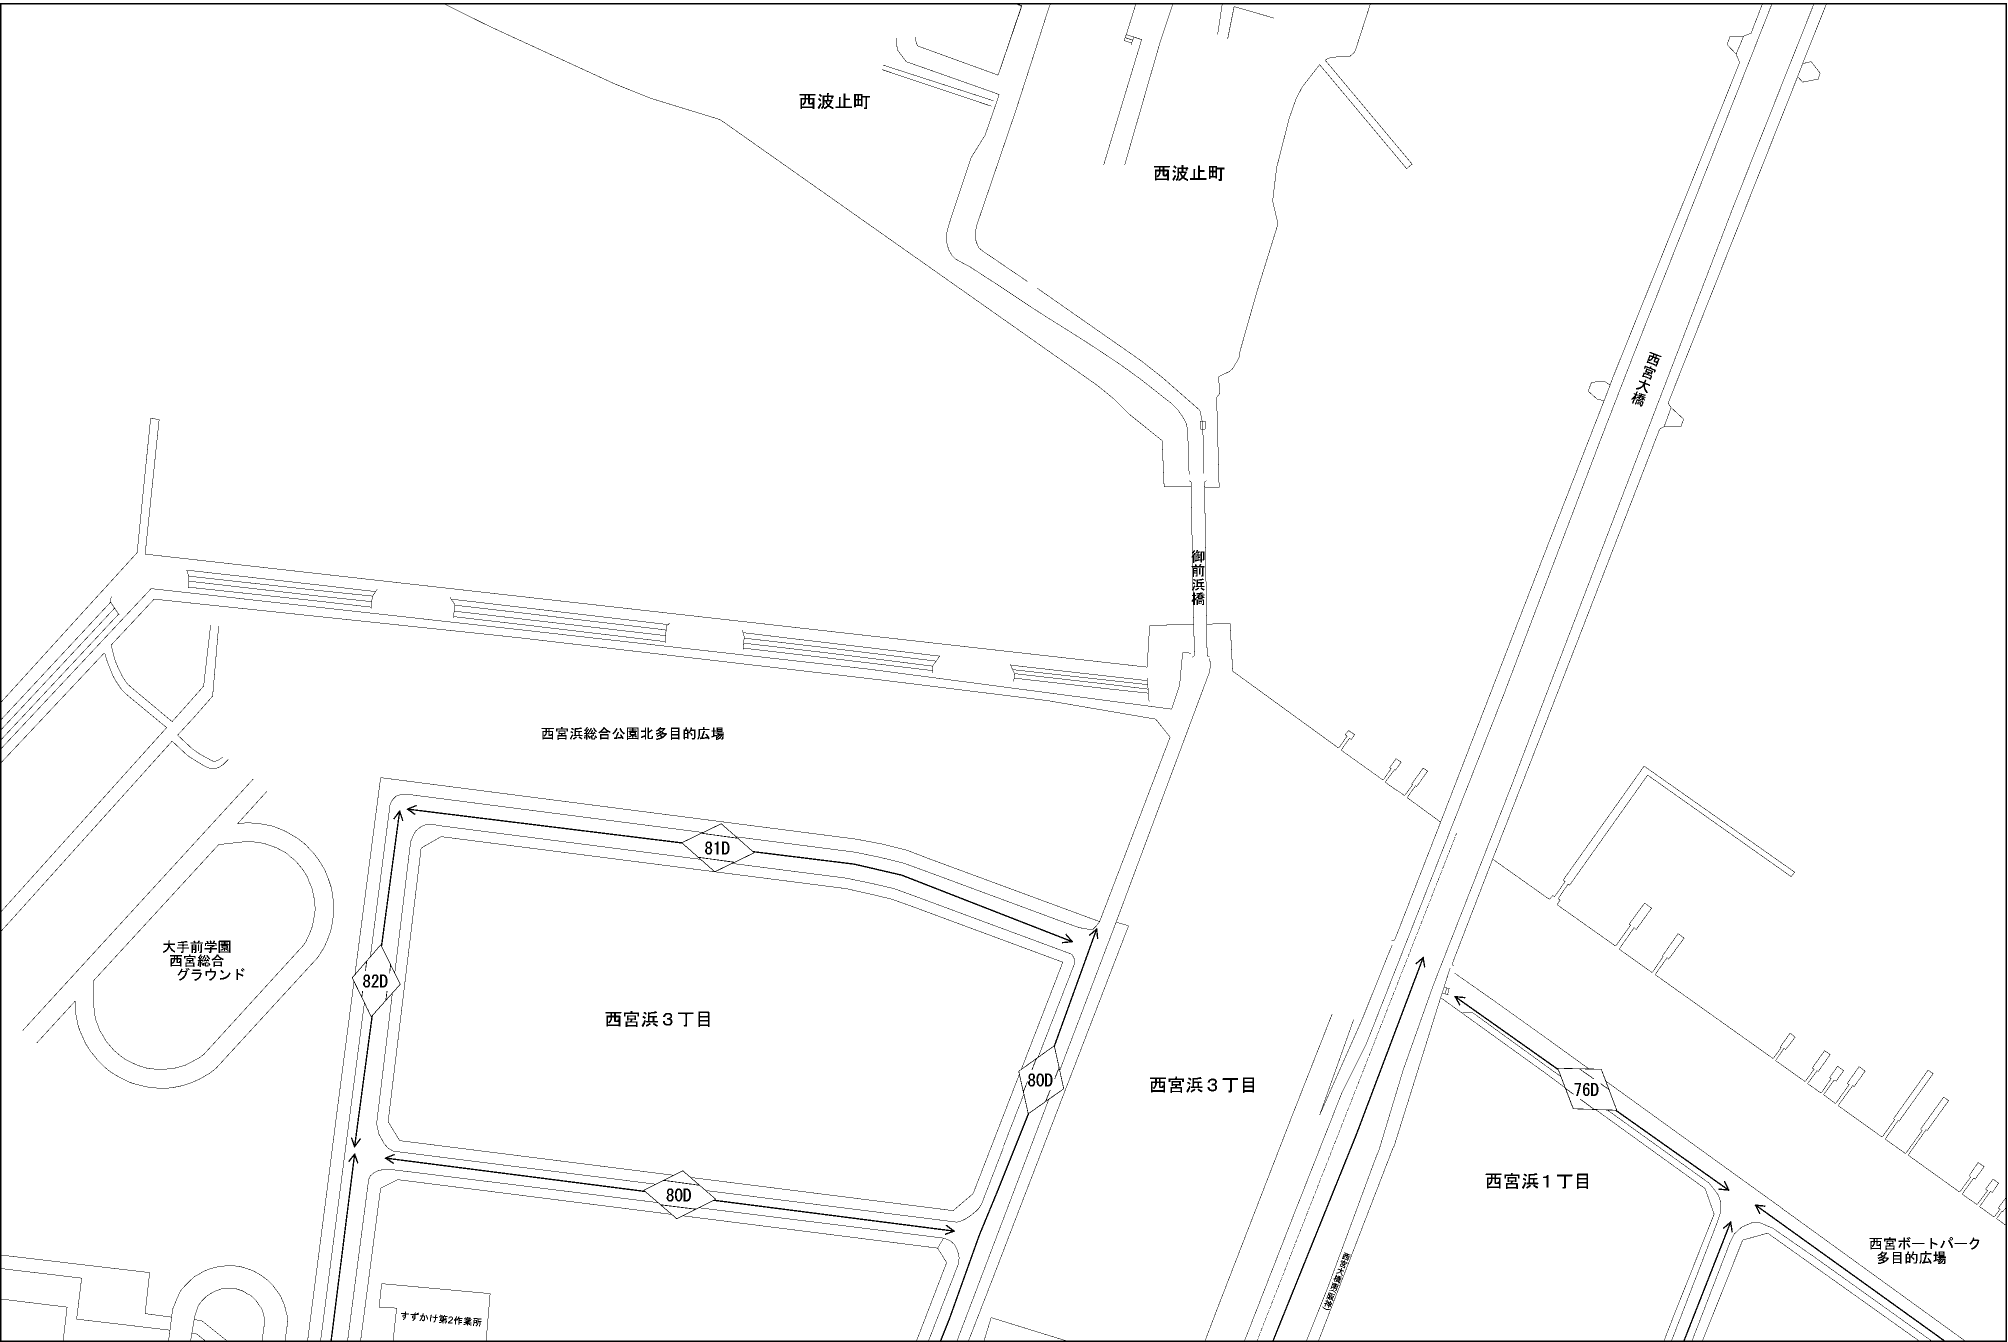 西波止町
西波止町
西宮大橋
御前浜橋
西宮浜総合公園北多目的広場
81D
大手前学園
西宮総合
グラウンド
82D
西宮浜3丁目
80D
西宮浜3丁目
76D
西宮浜1丁目
80D
西宮ボートパーク
多目的広場
すずかけ第2作業所